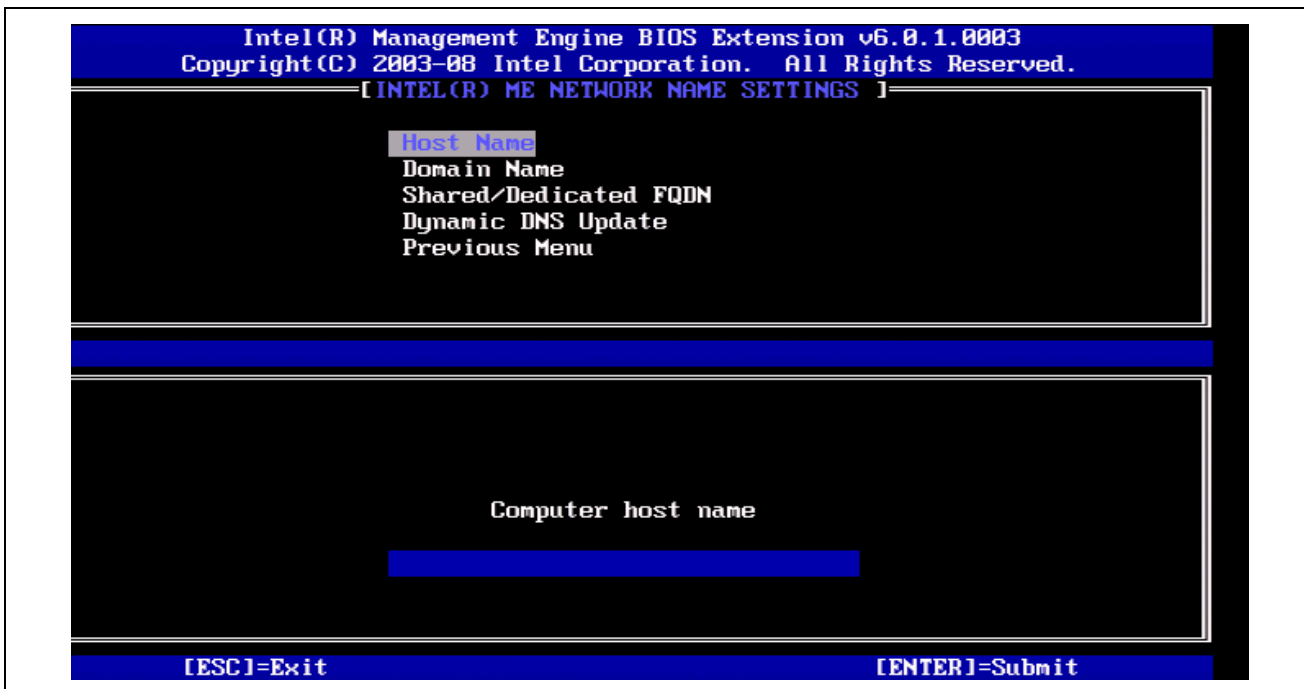 Intel(R) Management Engine BIOS Extension v6.0.1.0003
Copyright(C) 2003-08 Intel Corporation. All Rights Reserved.
[INTEL(R) ME NETWORK NAME SETTINGS ]
Host Name
Domain Name
Shared/Dedicated FQDN
Dynamic DNS Update
Previous Menu
Computer host name
[ESC]=Exit [ENTER]=Submit